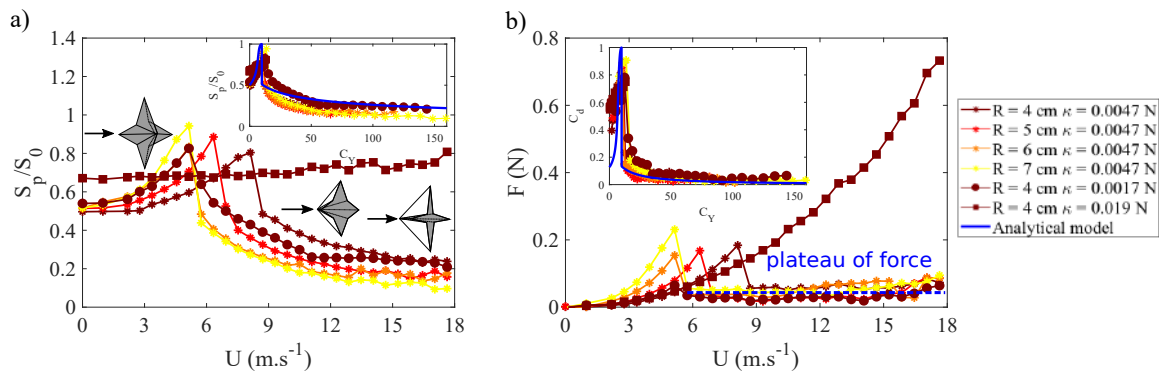 a)
S_p/S_0
1.4
1.2
1
0.8
0.6
0.4
0.2
0
0 3 6 9 12 15 18
U (m.s⁻¹)
S_p/S_0
1
0.5
0
0 50 100 150
C_Y
b)
F (N)
0.8
0.6
0.4
0.2
0
0 3 6 9 12 15 18
U (m.s⁻¹)
C_d
1
0.8
0.6
0.4
0.2
0
0 50 100 150
C_Y
plateau of force
R = 4 cm κ = 0.0047 N
R = 5 cm κ = 0.0047 N
R = 6 cm κ = 0.0047 N
R = 7 cm κ = 0.0047 N
R = 4 cm κ = 0.0017 N
R = 4 cm κ = 0.019 N
Analytical model